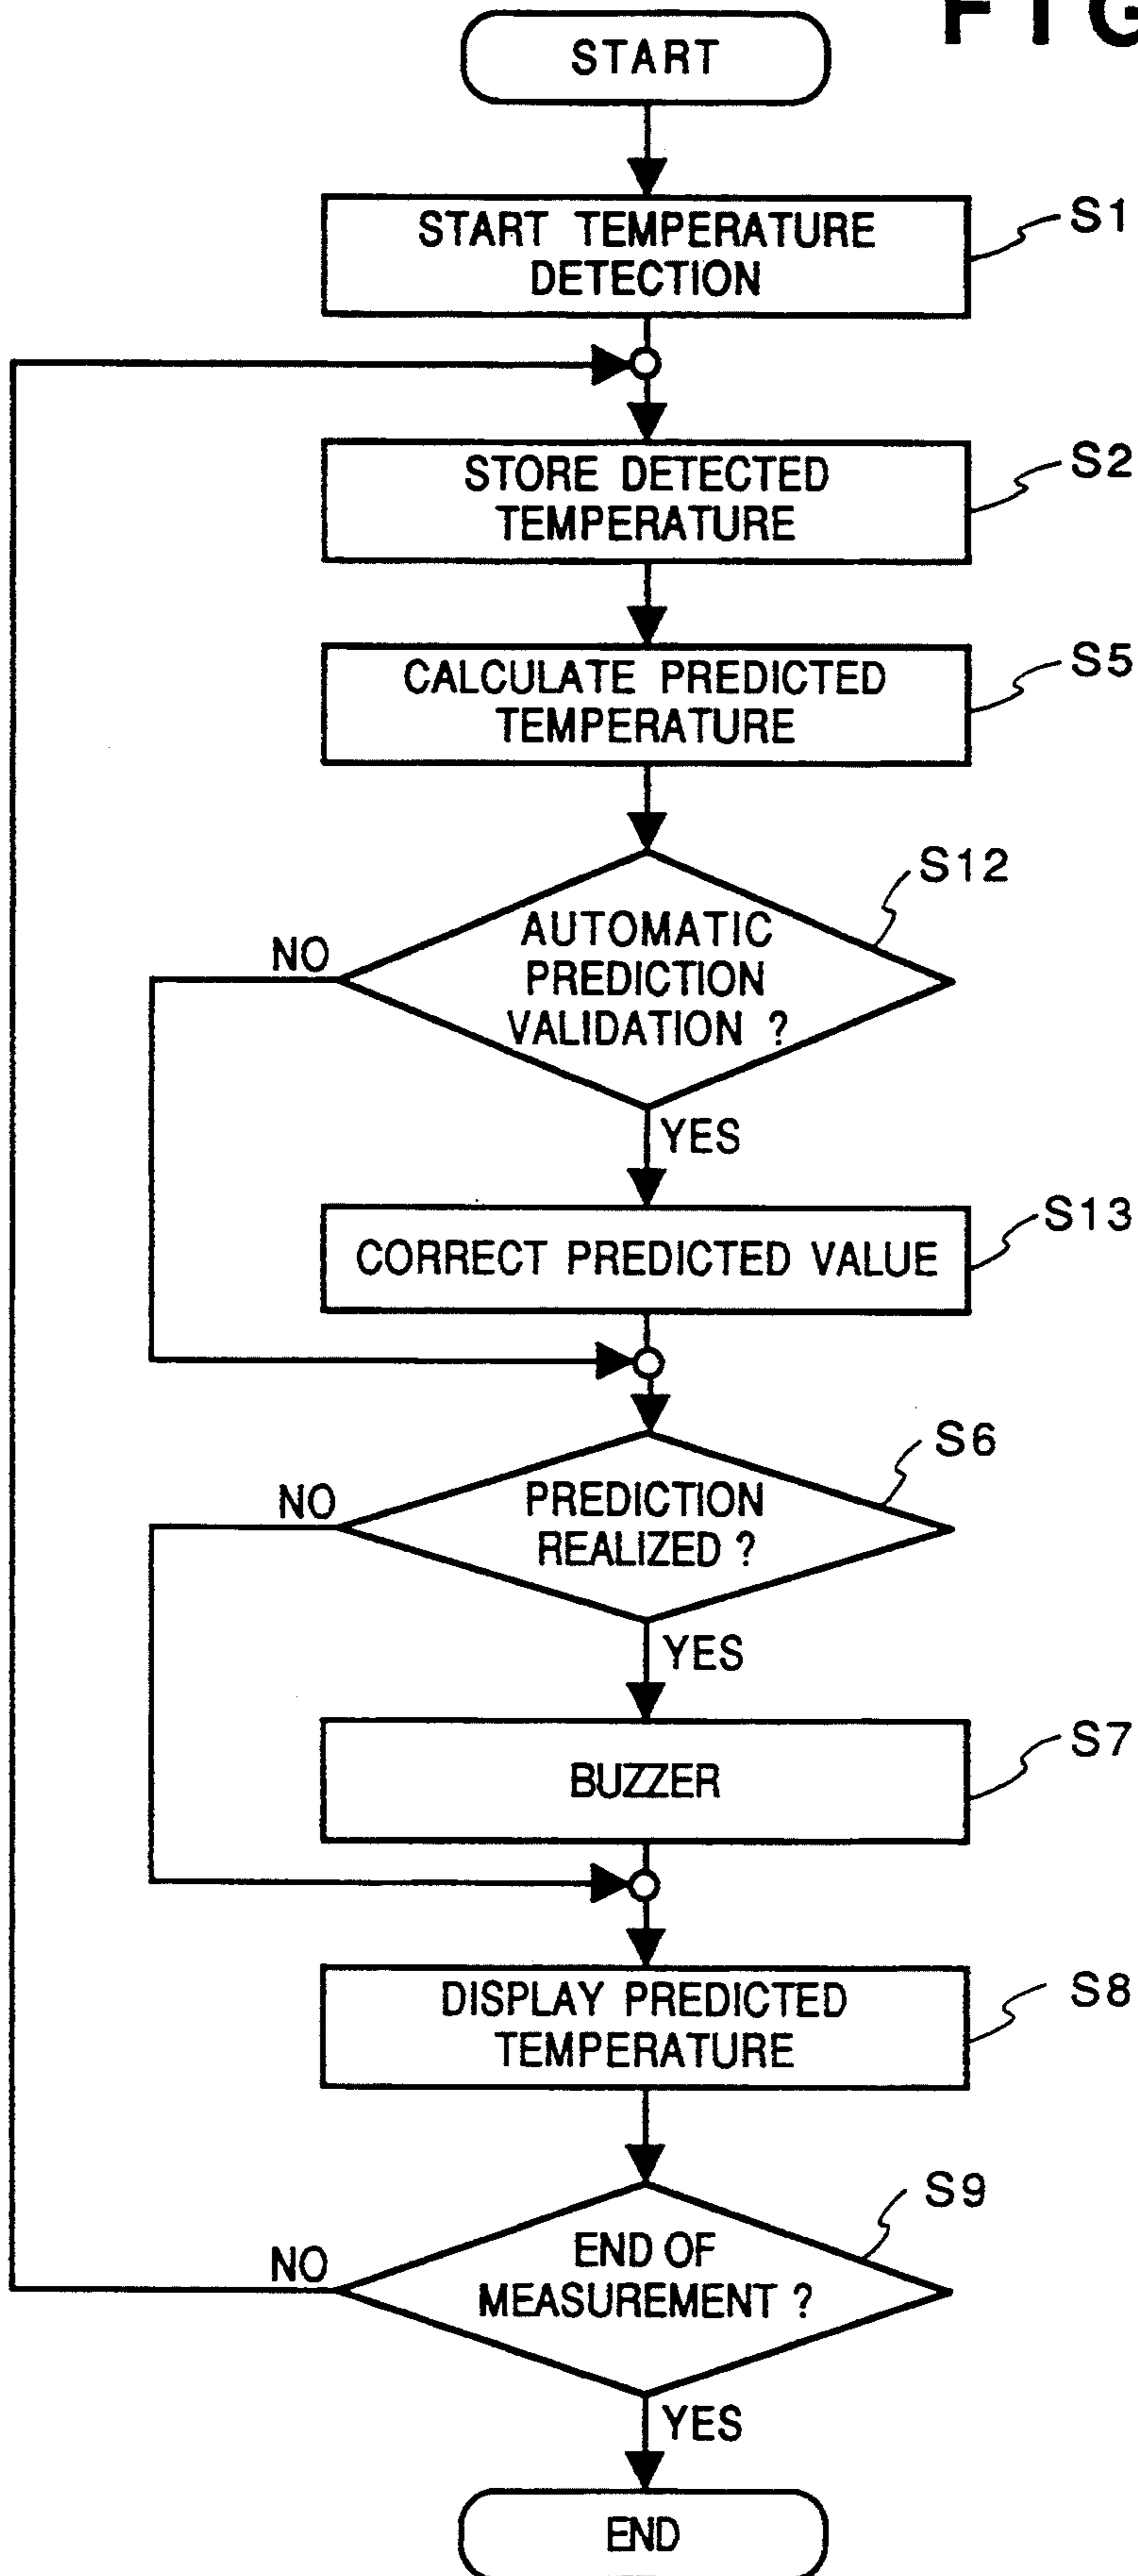 FIG
START
START TEMPERATURE
DETECTION
S1
STORE DETECTED
TEMPERATURE
S2
CALCULATE PREDICTED
TEMPERATURE
S5
S12
AUTOMATIC
PREDICTION
VALIDATION ?
NO
YES
CORRECT PREDICTED VALUE
S13
S6
PREDICTION
REALIZED ?
NO
YES
BUZZER
S7
DISPLAY PREDICTED
TEMPERATURE
S8
S9
END OF
MEASUREMENT ?
NO
YES
END